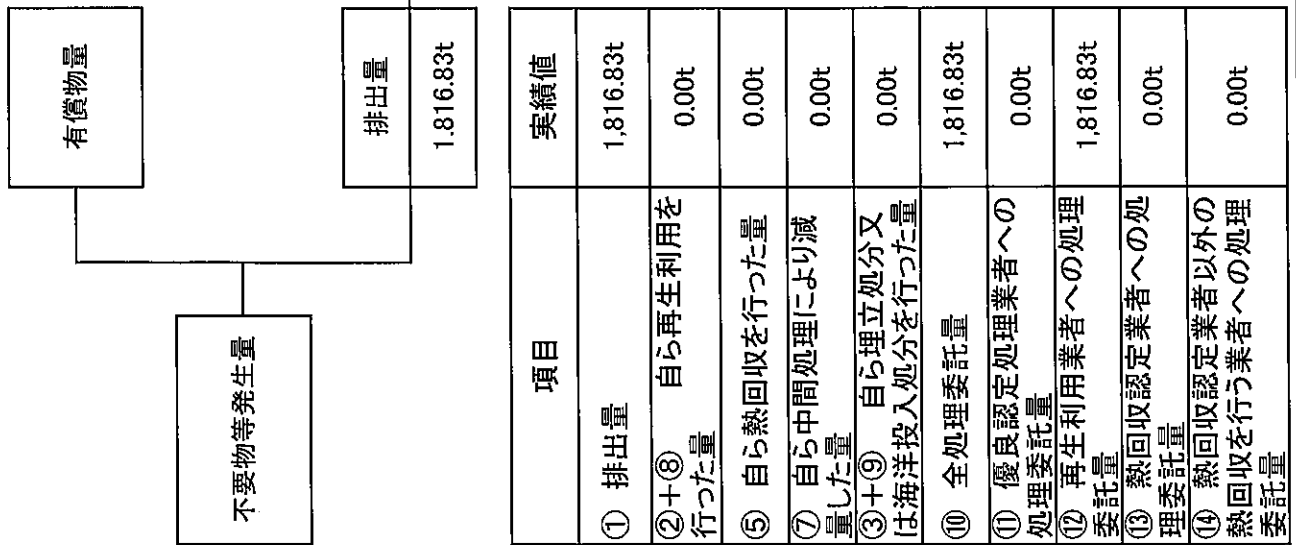 不要物等発生量
有償物量
排出量
1.816.83t
項目
実績値
① 排出量
1,816.83t
②+⑧ 自ら再生利用を
行った量
0.00t
⑤ 自ら熱回収を行った量
0.00t
⑦ 自ら中間処理により減
量した量
0.00t
③+⑨ 自ら埋立処分又
は海洋投入処分を行った量
0.00t
⑩ 全処理委託量
1,816.83t
⑪ 優良認定処理業者への
処理委託量
0.00t
⑫ 再生利用業者への処理
委託量
1,816.83t
⑬ 熱回収認定業者への処
理委託量
0.00t
⑭ 熱回収認定業者以外の
熱回収を行う業者への処理
委託量
0.00t